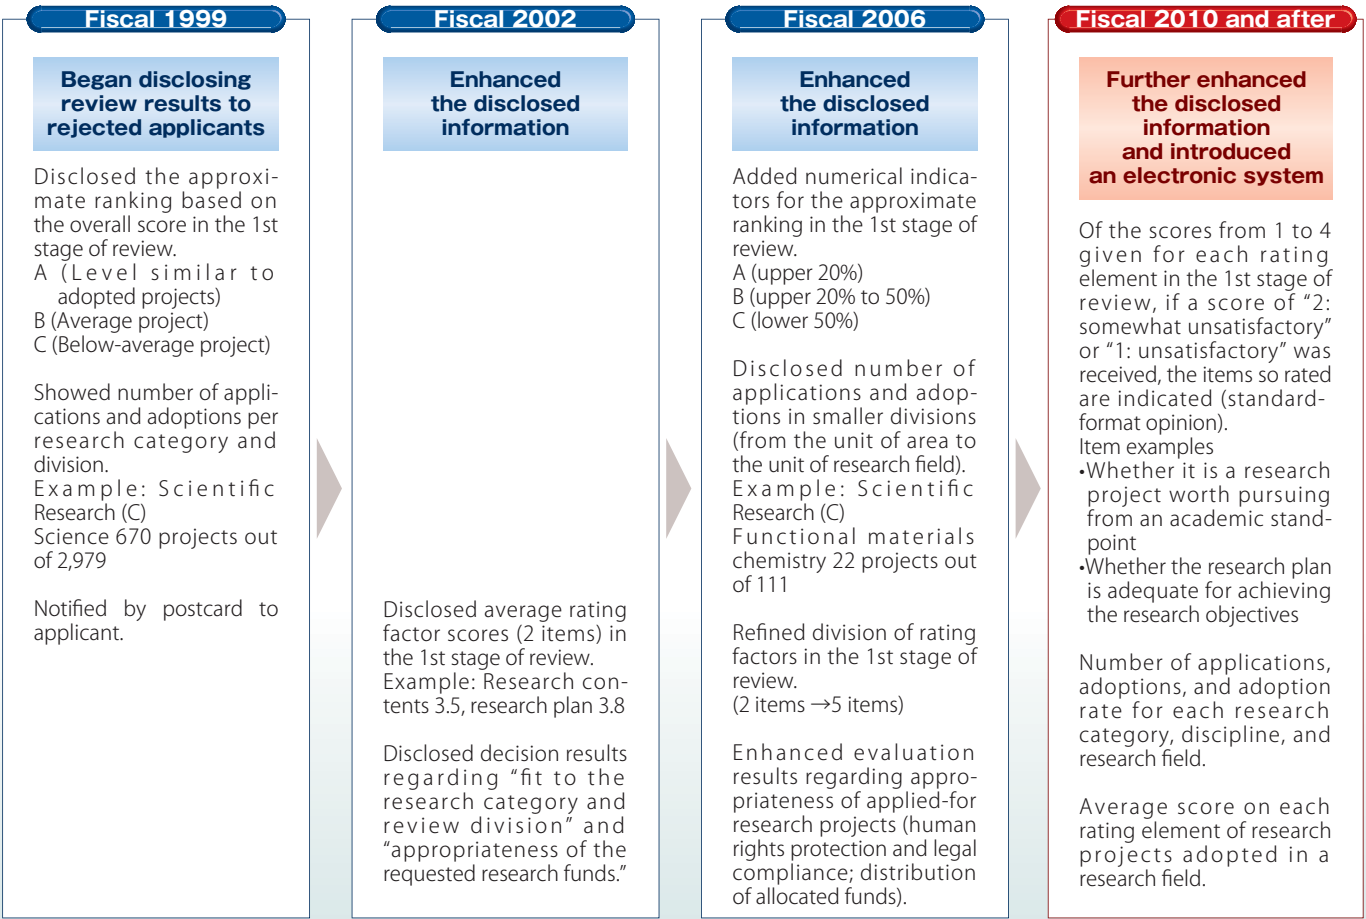 Fiscal 1999
Began disclosing
review results to
rejected applicants
Disclosed the approxi-
mate ranking based on
the overall score in the 1st
stage of review.
A (Level similar to
adopted projects)
B (Average project)
C (Below-average project)
Showed number of appli-
cations and adoptions per
research category and
division.
Example: Scientific
Research (C)
Science 670 projects out
of 2,979
Notified by postcard to
applicant.
Fiscal 2002
Enhanced
the disclosed
information
Disclosed average rating
factor scores (2 items) in
the 1st stage of review.
Example: Research con-
tents 3.5, research plan 3.8
Disclosed decision results
regarding “fit to the
research category and
review division” and
“appropriateness of the
requested research funds.”
Fiscal 2006
Enhanced
the disclosed
information
Added numerical indica-
tors for the approximate
ranking in the 1st stage of
review.
A (upper 20%)
B (upper 20% to 50%)
C (lower 50%)
Disclosed number of
applications and adop-
tions in smaller divisions
(from the unit of area to
the unit of research field).
Example: Scientific
Research (C)
Functional materials
chemistry 22 projects out
of 111
Refined division of rating
factors in the 1st stage of
review.
(2 items →5 items)
Enhanced evaluation
results regarding appro-
priateness of applied-for
research projects (human
rights protection and legal
compliance; distribution
of allocated funds).
Fiscal 2010 and after
Further enhanced
the disclosed
information
and introduced
an electronic system
Of the scores from 1 to 4
given for each rating
element in the 1st stage of
review, if a score of “2:
somewhat unsatisfactory”
or “1: unsatisfactory” was
received, the items so rated
are indicated (standard-
format opinion).
Item examples
•Whether it is a research
project worth pursuing
from an academic stand-
point
•Whether the research plan
is adequate for achieving
the research objectives
Number of applications,
adoptions, and adoption
rate for each research
category, discipline, and
research field.
Average score on each
rating element of research
projects adopted in a
research field.